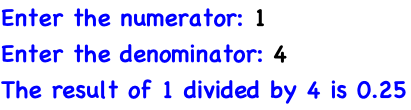 Enter the numerator: 1
Enter the denominator: 4
The result of 1 divided by 4 is 0.25